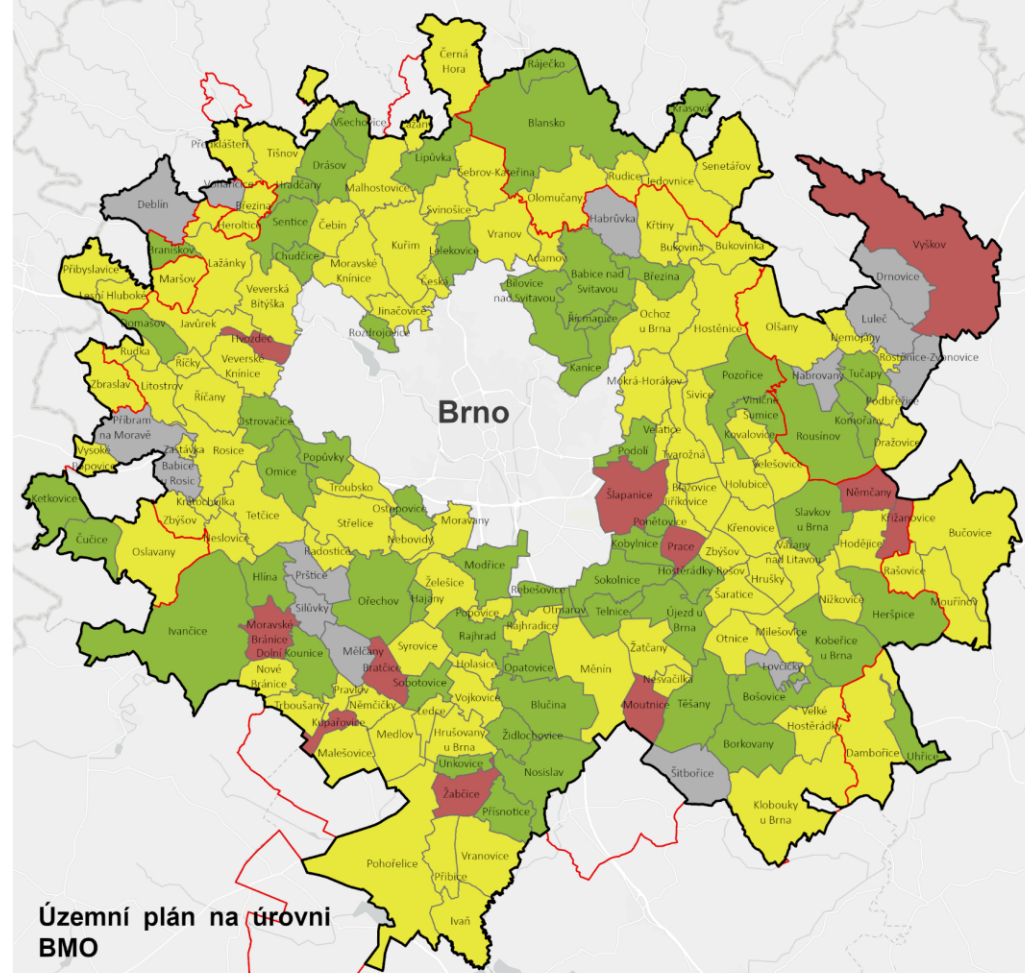 Černá
Hora
Ráječko
Blansko
Krasová
Všechovice
Předklášteří
Tišnov
Drásov
Lipůvka
Malhostovice
Šebrov-Kateřina
Rudice
Jedovnice
Senetářov
Olomučany
Vyškov
Deblín
Březina
Hradčany
Heroltice
Sentice
Čebín
Svinošice
Habrůvka
Křtiny
Bukovina
Bukovinka
Drnovice
Kuřim
Vranov
Lelekovice
Adamov
Babice nad
Svitavou
Březina
Chudčice
Lažánky
Moravské
Knínice
Česká
Bílovice
nad Svitavou
Přibyslavice
Maršov
Lesní Hluboké
Veverská
Bítýška
Jinačovice
Řícmanice
Ochoz
u Brna
Hostěnice
Olšany
Luleč
Nemojany
Rozdrojovice
Kanice
Domašov
Javůrek
Hvozdec
Rudka
Říčky
Veverské
Knínice
Rostěnice-Zvonovice
Habrovany
Tučapy
Podbřežice
Mokrá-Horákov
Sivice
Pozořice
Zbraslav
Litostrov
Říčany
Brno
Viničné
Šumice
Komořany
Rousínov
Dražovice
Ostrovačice
Velatice
Kovalovice
Příbram
na Moravě
Zastávka
Rosice
Popůvky
Omice
Podolí
Tvarožná
Velešovice
Vysoké
Popovice
Babice
u Rosic
Troubsko
Holubice
Šlapanice
Blažovice
Jiříkovice
Němčany
Ketkovice
Kratochvilka
Tetčice
Ostopovice
Ponětovice
Slavkov
u Brna
Křižanovice
Bučovice
Zbýšov
Střelice
Moravany
Nebovidy
Prace
Křenovice
Čučice
Neslovice
Kobylnice
Zbýšov
Vážany
nad Litavou
Hodějice
Oslavany
Radostice
Modřice
Hostěrádky-Rešov
Rašovice
Hlína
Prštice
Želešice
Rebešovice
Sokolnice
Hrušky
Šaratice
Mouřínov
Silůvky
Ořechov
Hajany
Popovice
Otmarov
Telnice
Nížkovice
Heršpice
Ivančice
Rajhradice
Újezd u
Brna
Otnice
Milešovice
Kobeřice
u Brna
Moravské
Bránice
Rajhrad
Dolní Kounice
Mělčany
Syrovice
Žatčany
Lovčičky
Bratčice
Holasice
Opatovice
Měnín
Nesvačilka
Nové
Bránice
Sobotovice
Vojkovice
Těšany
Bošovice
Pravlov
Blučina
Moutnice
Velké
Hostěrádky
Trboušany
Němčičky
Ledce
Kupařovice
Hrušovany
u Brna
Židlochovice
Borkovany
Dambořice
Uhřice
Malešovice
Medlov
Unkovice
Nosislav
Šitbořice
Žabčice
Klobouky
u Brna
Přísnotice
Pohořelice
Vranovice
Přibice
Ivaň
Územní plán na úrovni
BMO